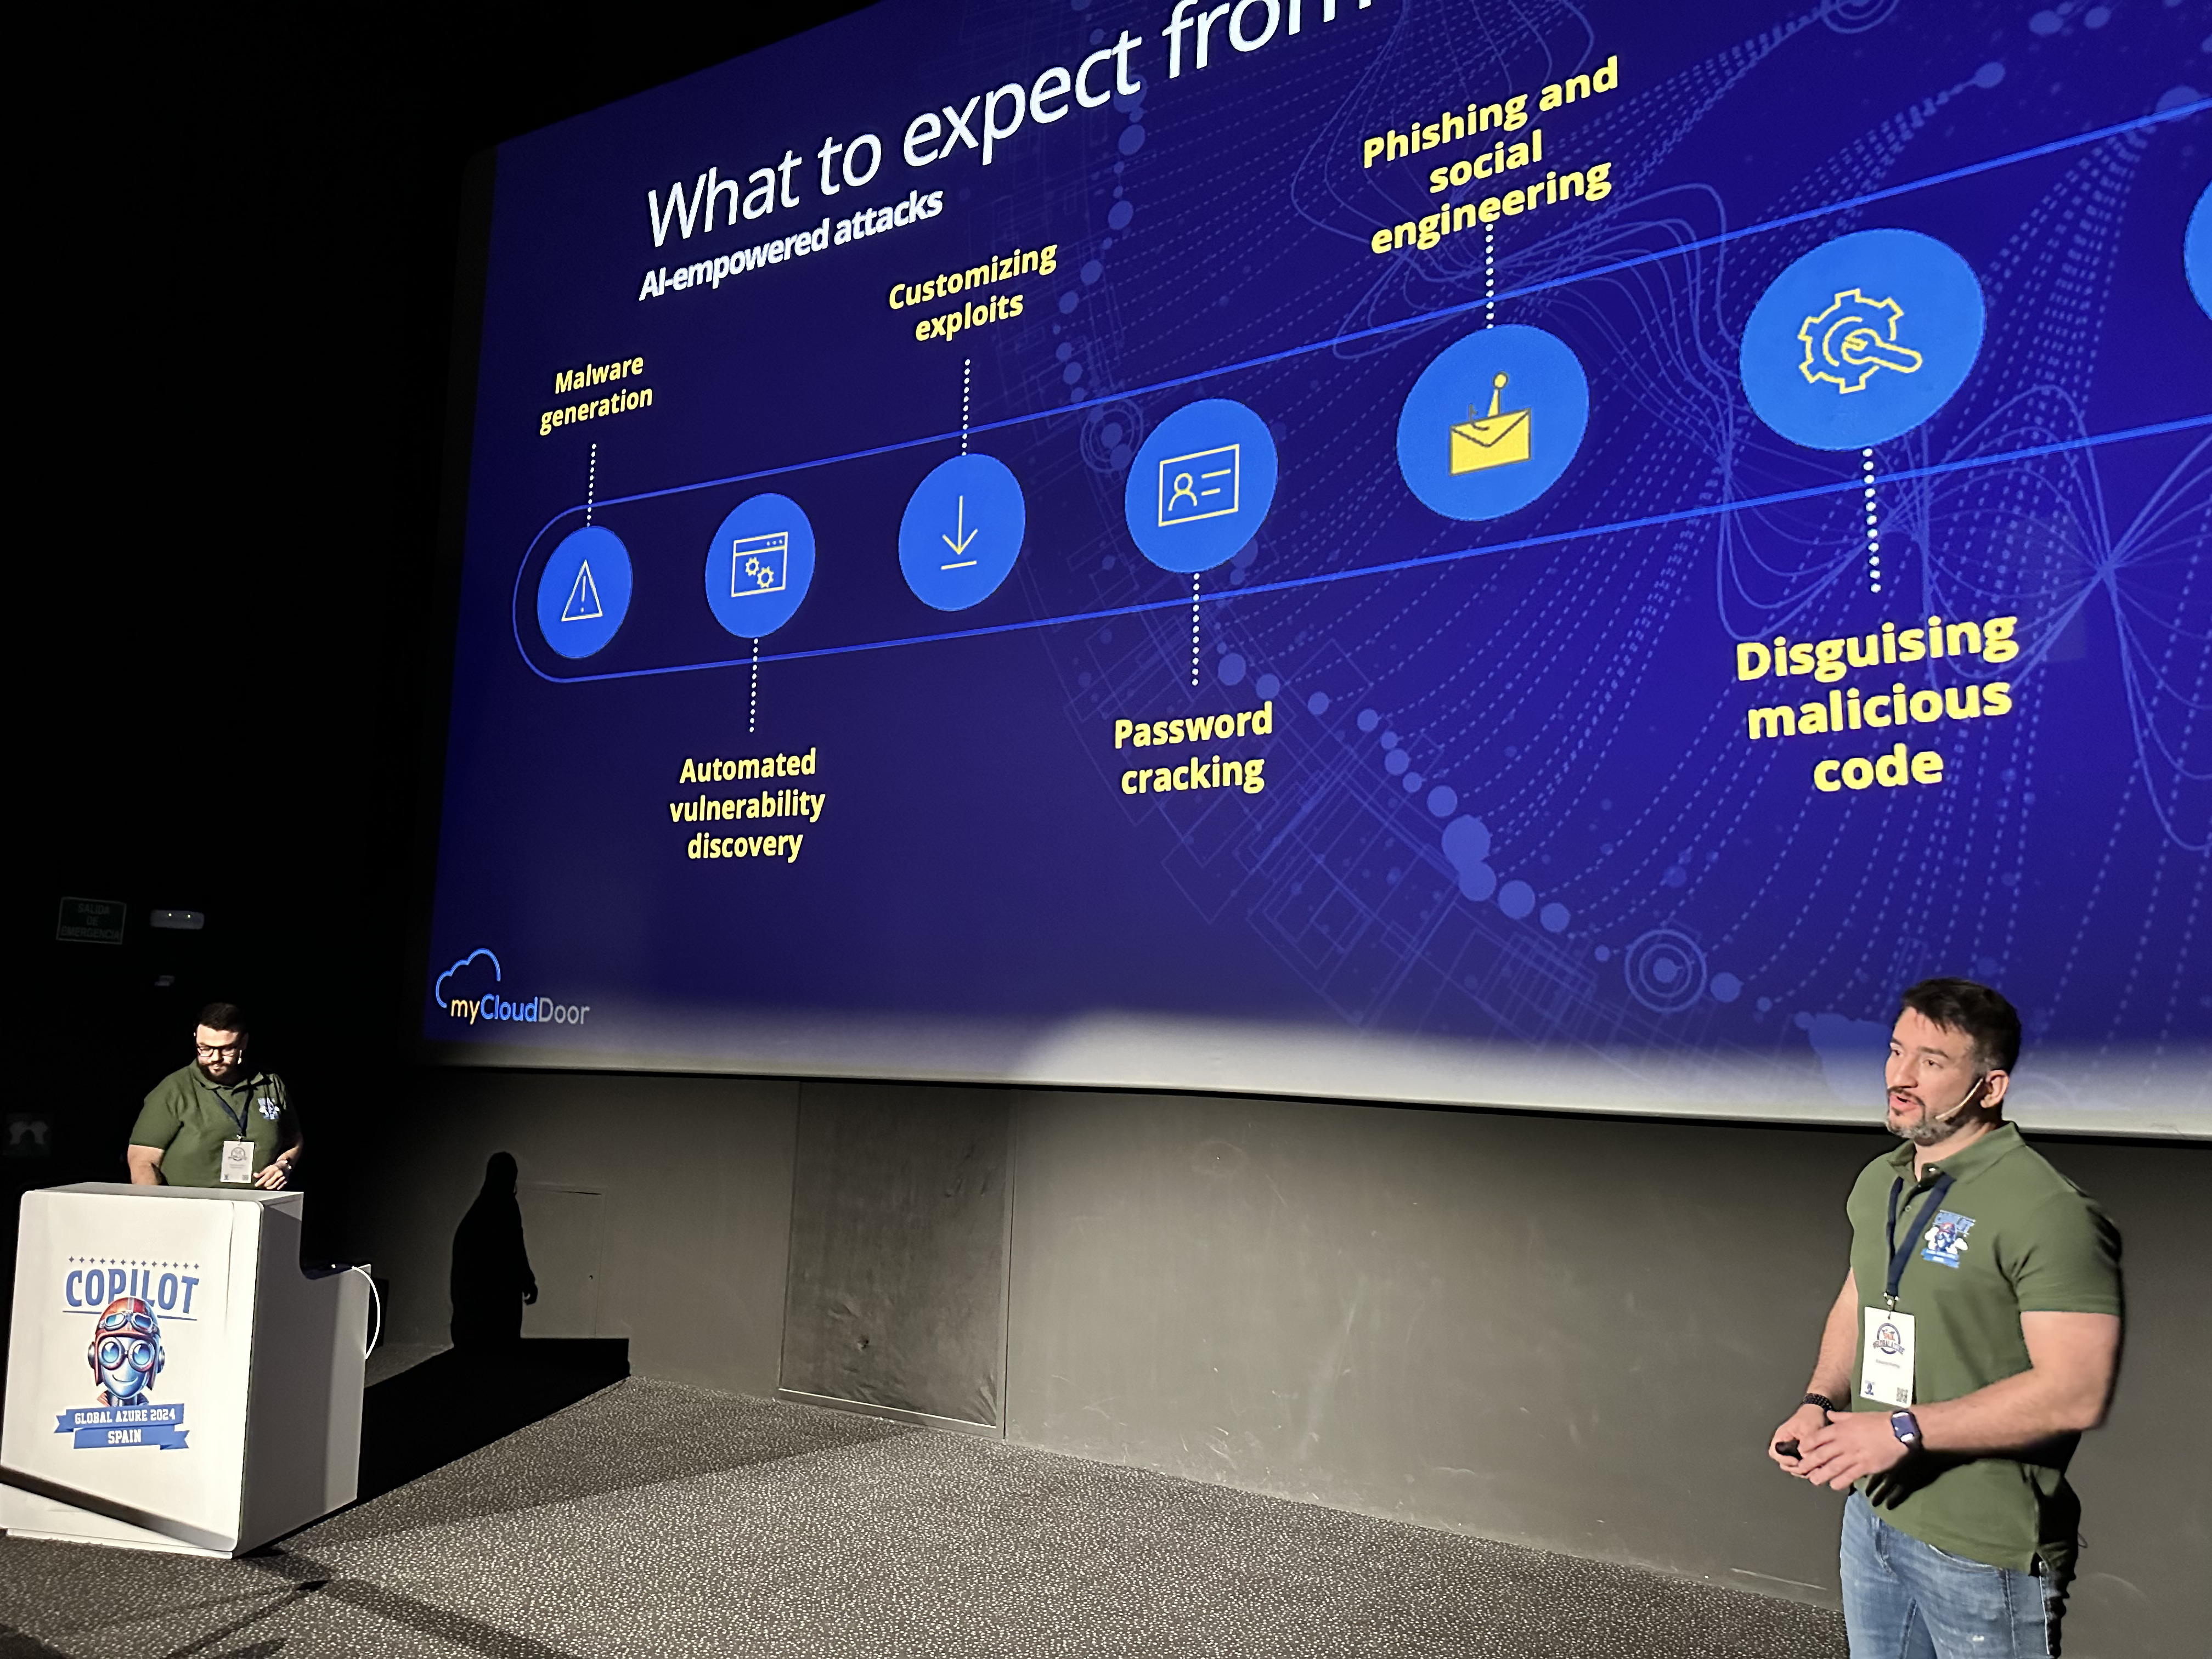 What to expect from
AI-empowered attacks
Malware
generation
Automated
vulnerability
discovery
Customizing
exploits
Password
cracking
Phishing and
social
engineering
Disguising
malicious
code
myCloudDoor
SALIDA
DE
EMERGENCIA
COPILOT
GLOBAL AZURE 2024
SPAIN